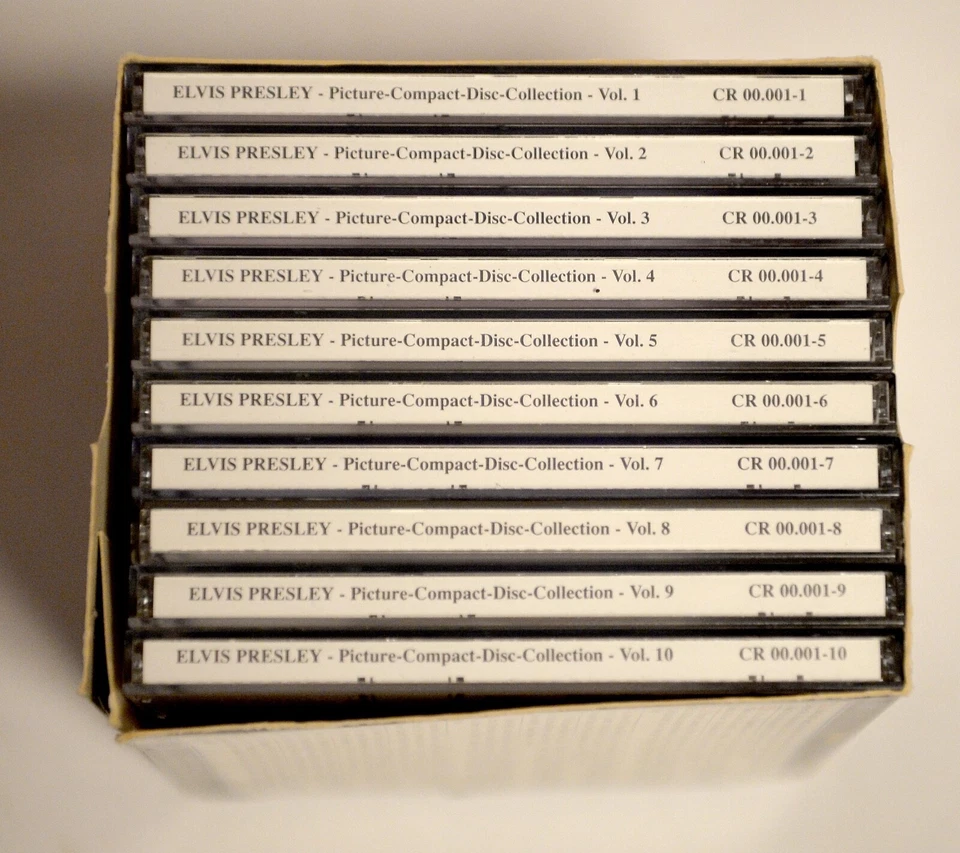 ELVIS PRESLEY - Picture-Compact-Disc-Collection - Vol. 1 CR 00.001-1
ELVIS PRESLEY - Picture-Compact-Disc-Collection - Vol. 2 CR 00.001-2
ELVIS PRESLEY - Picture-Compact-Disc-Collection - Vol. 3 CR 00.001-3
ELVIS PRESLEY - Picture-Compact-Disc-Collection - Vol. 4 CR 00.001-4
ELVIS PRESLEY - Picture-Compact-Disc-Collection - Vol. 5 CR 00.001-5
ELVIS PRESLEY - Picture-Compact-Disc-Collection - Vol. 6 CR 00.001-6
ELVIS PRESLEY - Picture-Compact-Disc-Collection - Vol. 7 CR 00.001-7
ELVIS PRESLEY - Picture-Compact-Disc-Collection - Vol. 8 CR 00.001-8
ELVIS PRESLEY - Picture-Compact-Disc-Collection - Vol. 9 CR 00.001-9
ELVIS PRESLEY - Picture-Compact-Disc-Collection - Vol. 10 CR 00.001-10